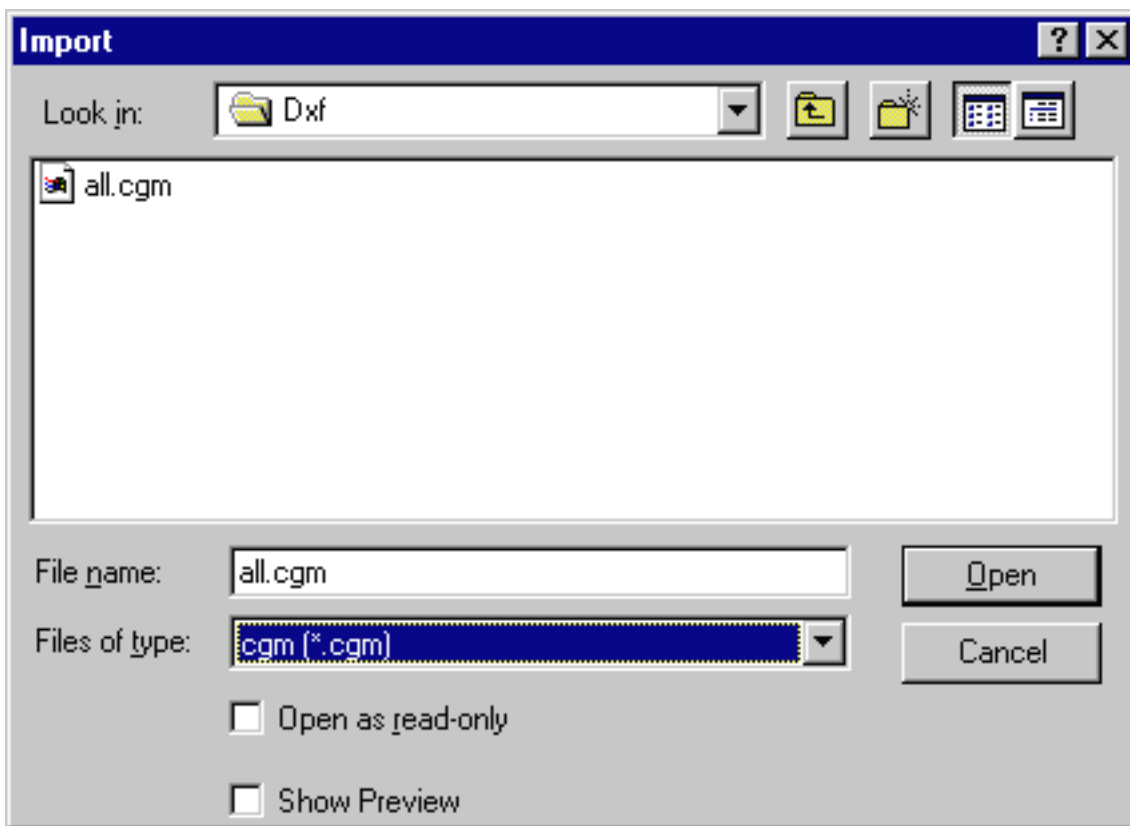 Import
Look in: Dxf
all.cgm
File name: all.cgm Open
Files of type: cgm (*.cgm) Cancel
Open as read-only
Show Preview